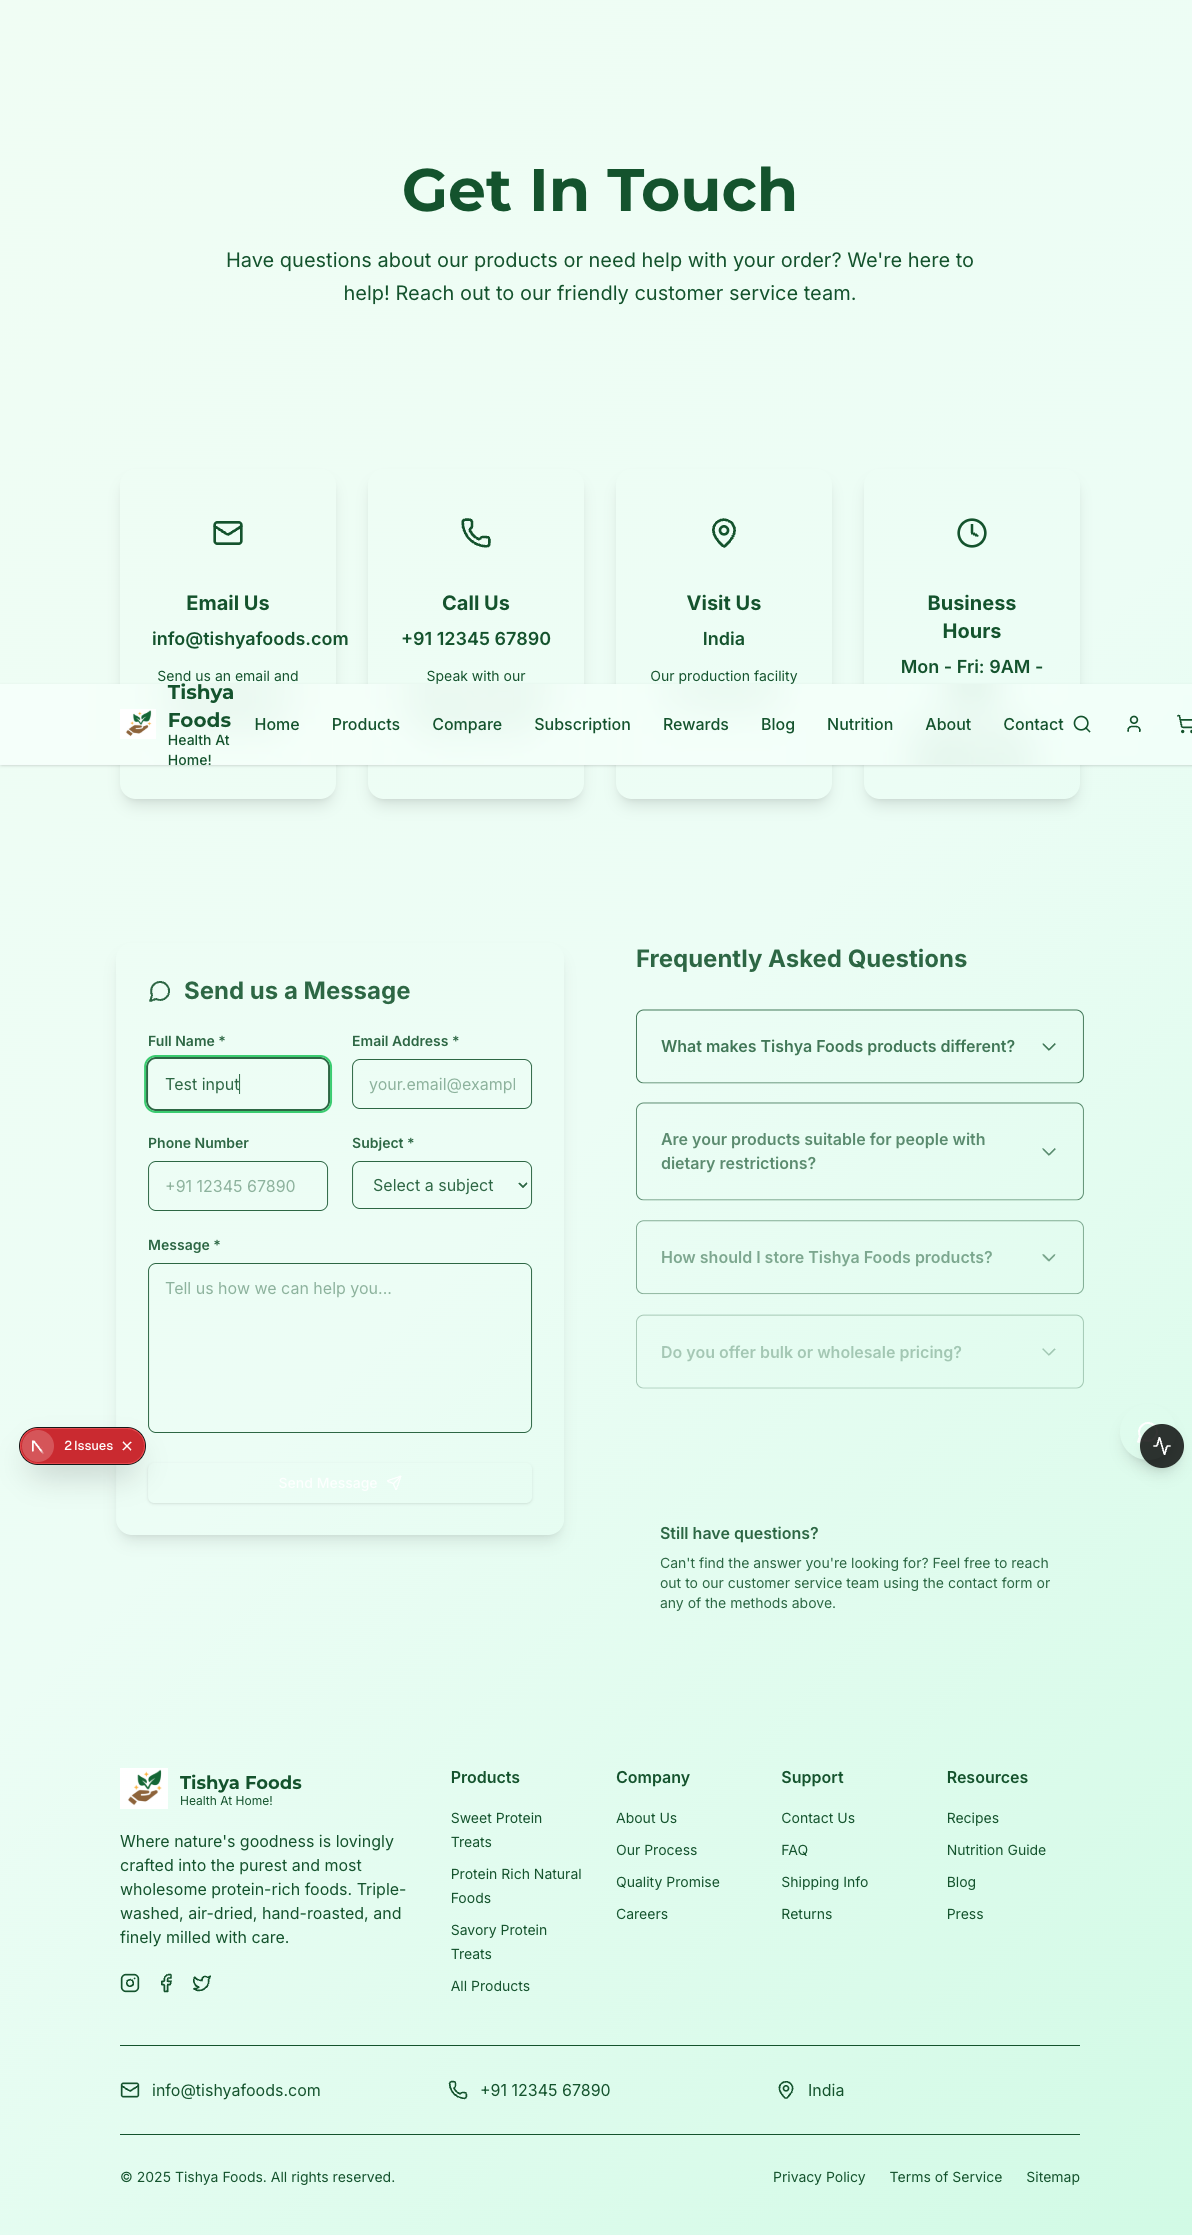 Get In Touch
Have questions about our products or need help with your order? We're here to
help! Reach out to our friendly customer service team.
Email Us
info@tishyafoods.com
Send us an email and
Call Us
+91 12345 67890
Speak with our
Visit Us
India
Our production facility
Business
Hours
Mon - Fri: 9AM -
Tishya
Foods
Health At
Home!
Home Products Compare Subscription Rewards Blog Nutrition About Contact
Send us a Message
Full Name *
Email Address *
Test input
your.email@exampl
Phone Number
Subject *
+91 12345 67890
Select a subject
Message *
Tell us how we can help you...
Send Message
Frequently Asked Questions
What makes Tishya Foods products different?
Are your products suitable for people with
dietary restrictions?
How should I store Tishya Foods products?
Do you offer bulk or wholesale pricing?
2 Issues
Still have questions?
Can't find the answer you're looking for? Feel free to reach
out to our customer service team using the contact form or
any of the methods above.
Tishya Foods
Health At Home!
Where nature's goodness is lovingly
crafted into the purest and most
wholesome protein-rich foods. Triple-
washed, air-dried, hand-roasted, and
finely milled with care.
Products
Sweet Protein
Treats
Protein Rich Natural
Foods
Savory Protein
Treats
All Products
Company
About Us
Our Process
Quality Promise
Careers
Support
Contact Us
FAQ
Shipping Info
Returns
Resources
Recipes
Nutrition Guide
Blog
Press
info@tishyafoods.com
+91 12345 67890
India
© 2025 Tishya Foods. All rights reserved.
Privacy Policy Terms of Service Sitemap